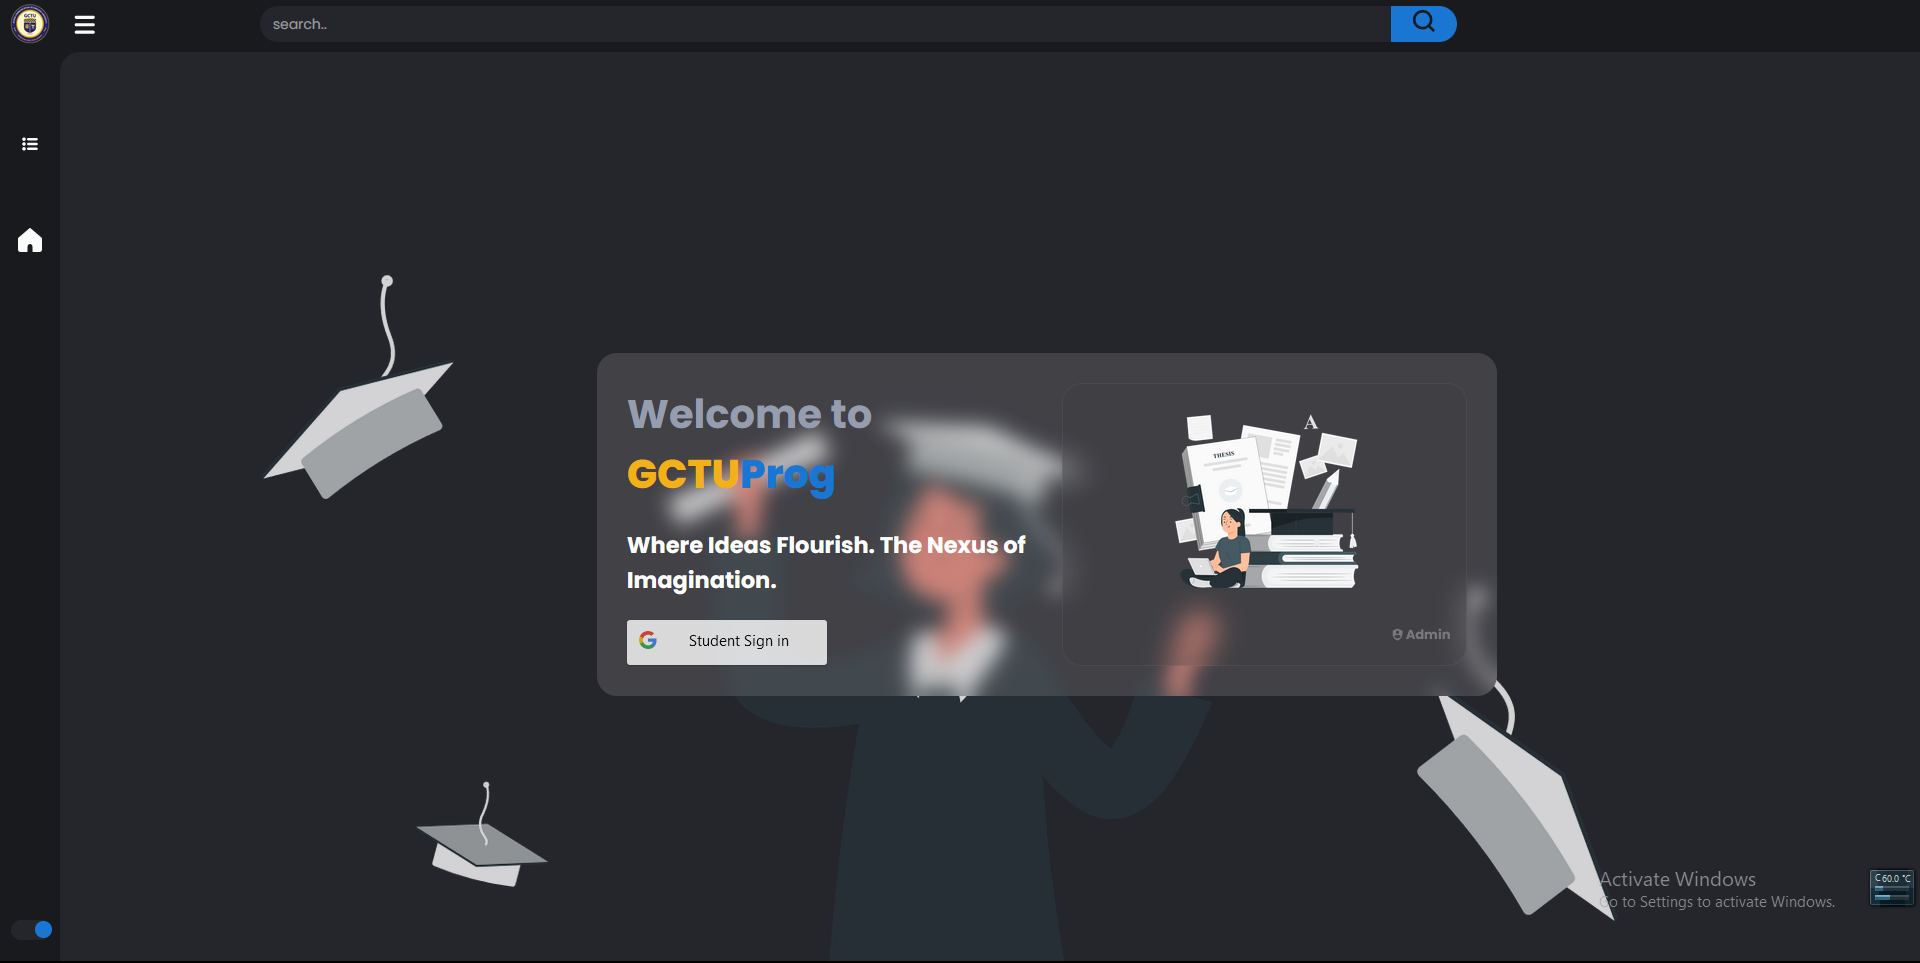 GCTU
search..
Welcome to
GCTUProg
Where Ideas Flourish. The Nexus of
Imagination.
G Student Sign in
THESIS
A
Admin
Activate Windows
Go to Settings to activate Windows.
C 60.0 °C